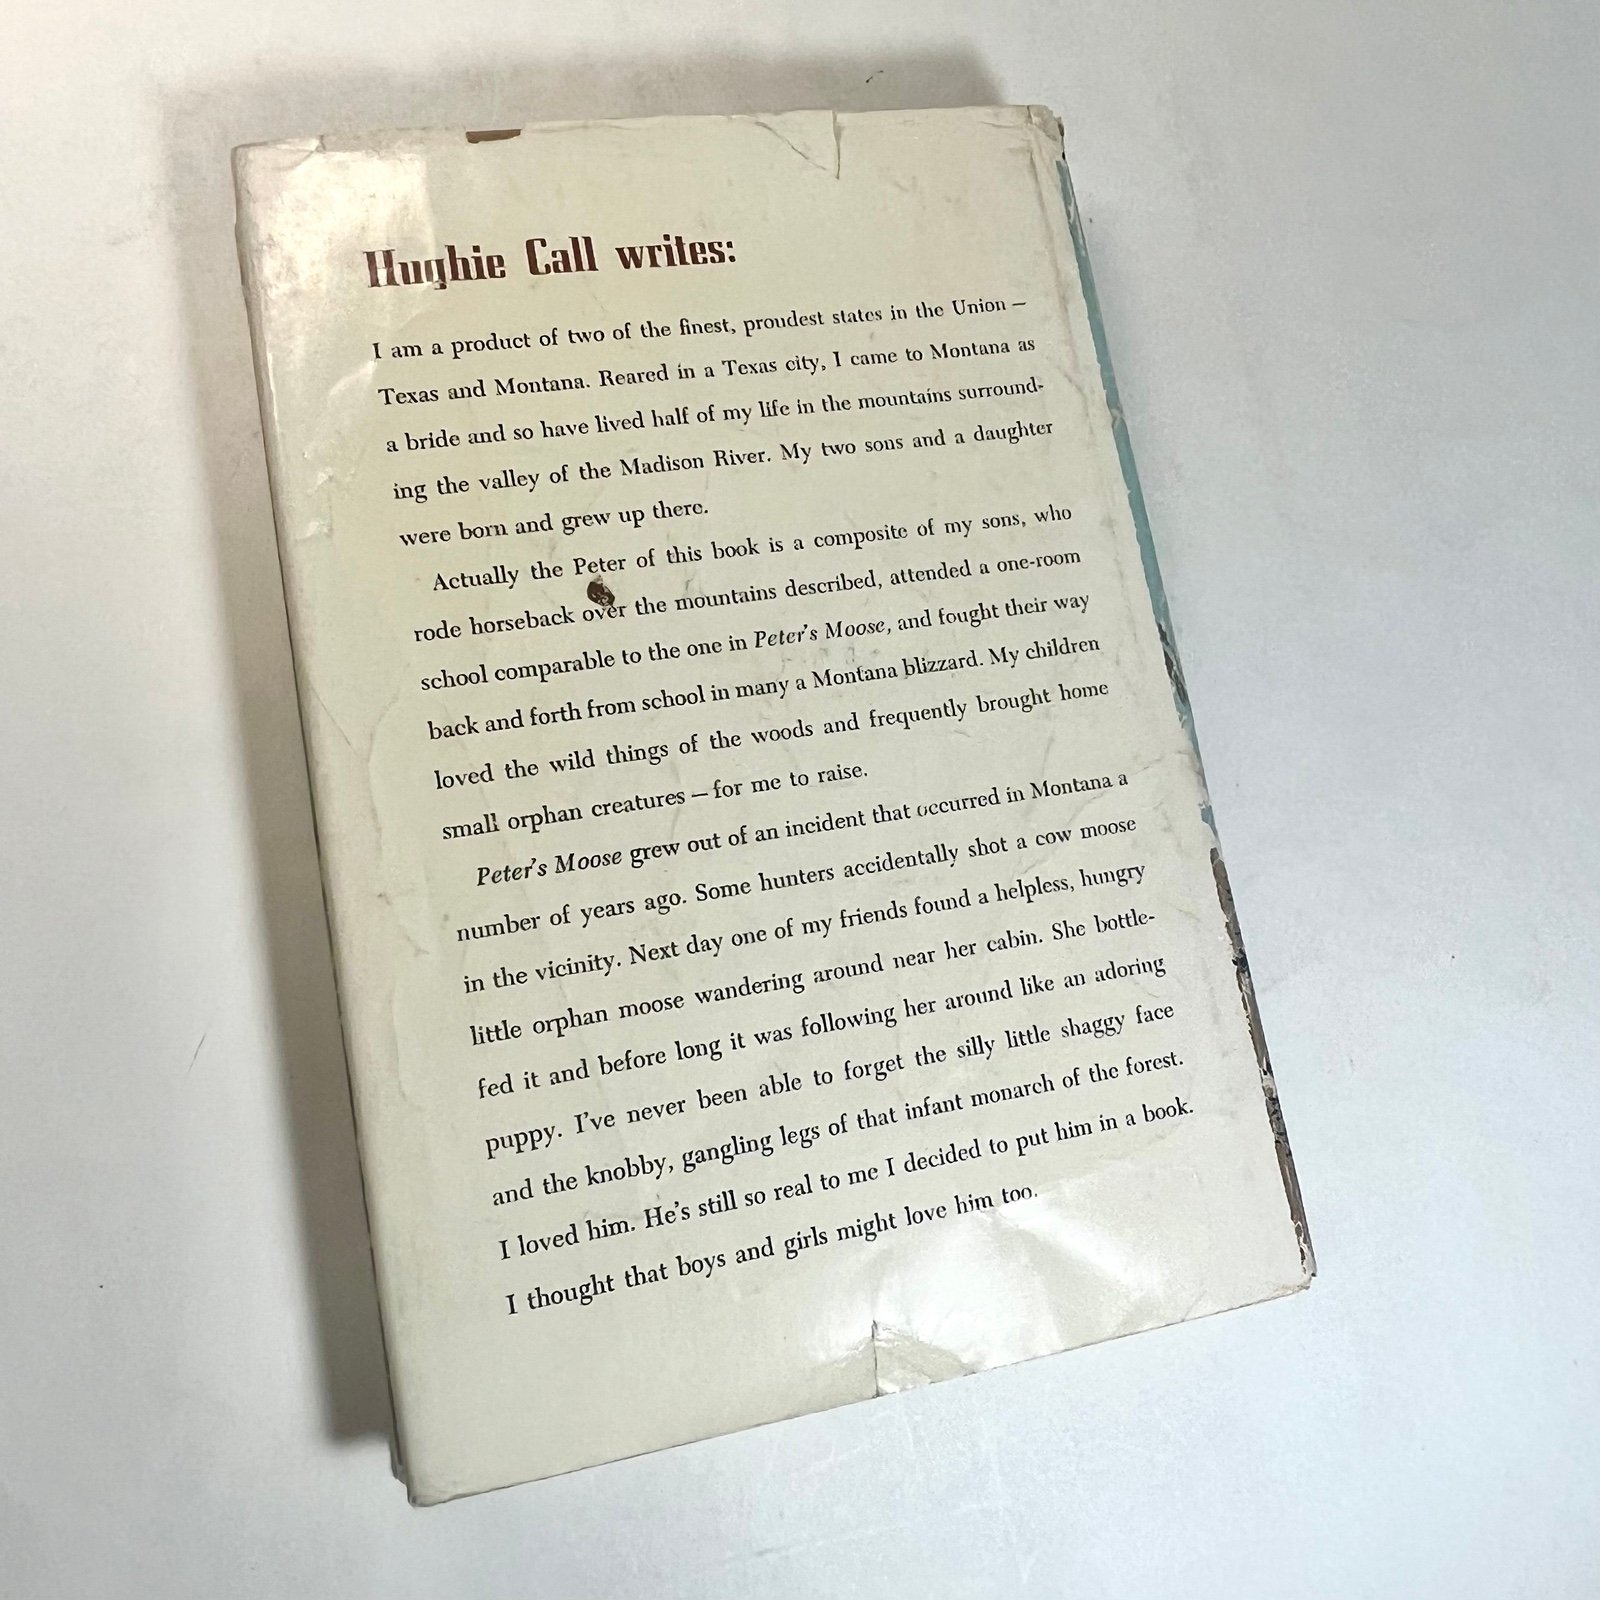 Hughie Call writes:
I am a product of two of the finest, proudest states in the Union —
Texas and Montana. Reared in a Texas city, I came to Montana as
a bride and so have lived half of my life in the mountains surround-
ing the valley of the Madison River. My two sons and a daughter
were born and grew up there.
Actually the Peter of this book is a composite of my sons, who
rode horseback over the mountains described, attended a one-room
school comparable to the one in Peter's Moose, and fought their way
back and forth from school in many a Montana blizzard. My children
loved the wild things of the woods and frequently brought home
small orphan creatures — for me to raise.
Peter's Moose grew out of an incident that occurred in Montana a
number of years ago. Some hunters accidentally shot a cow moose
in the vicinity. Next day one of my friends found a helpless, hungry
little orphan moose wandering around near her cabin. She bottle-
fed it and before long it was following her around like an adoring
puppy. I've never been able to forget the silly little shaggy face
and the knobby, gangling legs of that infant monarch of the forest.
I loved him. He's still so real to me I decided to put him in a book.
I thought that boys and girls might love him too.